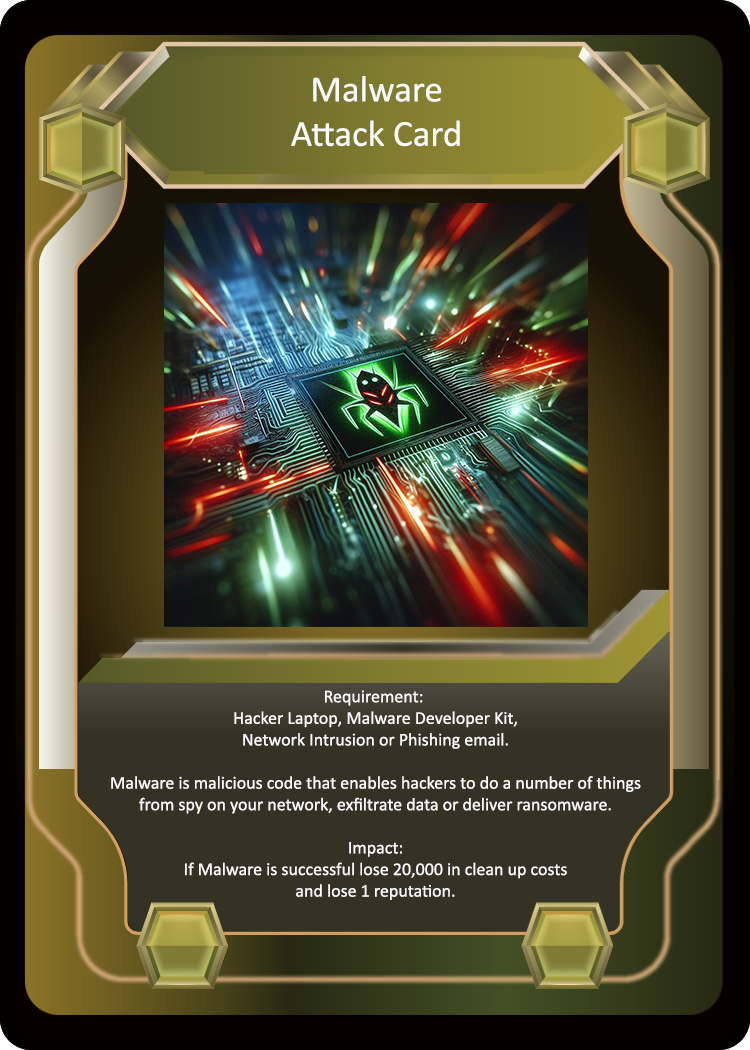 Malware
Attack Card
Requirement:
Hacker Laptop, Malware Developer Kit,
Network Intrusion or Phishing email.
Malware is malicious code that enables hackers to do a number of things
from spy on your network, exfiltrate data or deliver ransomware.
Impact:
If Malware is successful lose 20,000 in clean up costs
and lose 1 reputation.